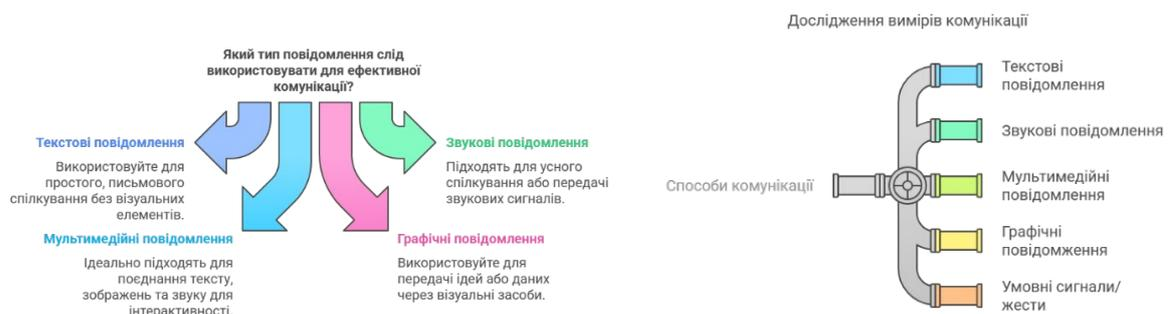 Який тип повідомлення слід
використовувати для ефективної
комунікації?
Текстові повідомлення
Використовуйте для
простого, письмового
спілкування без візуальних
елементів.
Звукові повідомлення
Підходять для усного
спілкування або передачі
звукових сигналів.
Мультимедійні повідомлення
Ідеально підходять для
поєднання тексту,
зображень та звуку для
інтерактивності.
Графічні повідомлення
Використовуйте для
передачі ідей або даних
через візуальні засоби.
Дослідження вимірів комунікації
Способи комунікації
Текстові
повідомлення
Звукові повідомлення
Мультимедійні
повідомлення
Графічні
повідомження
Умовні сигнали/
жести